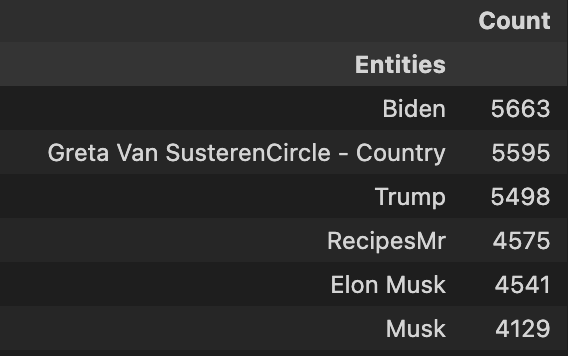 Count
Entities
Biden 5663
Greta Van SusterenCircle - Country 5595
Trump 5498
RecipesMr 4575
Elon Musk 4541
Musk 4129